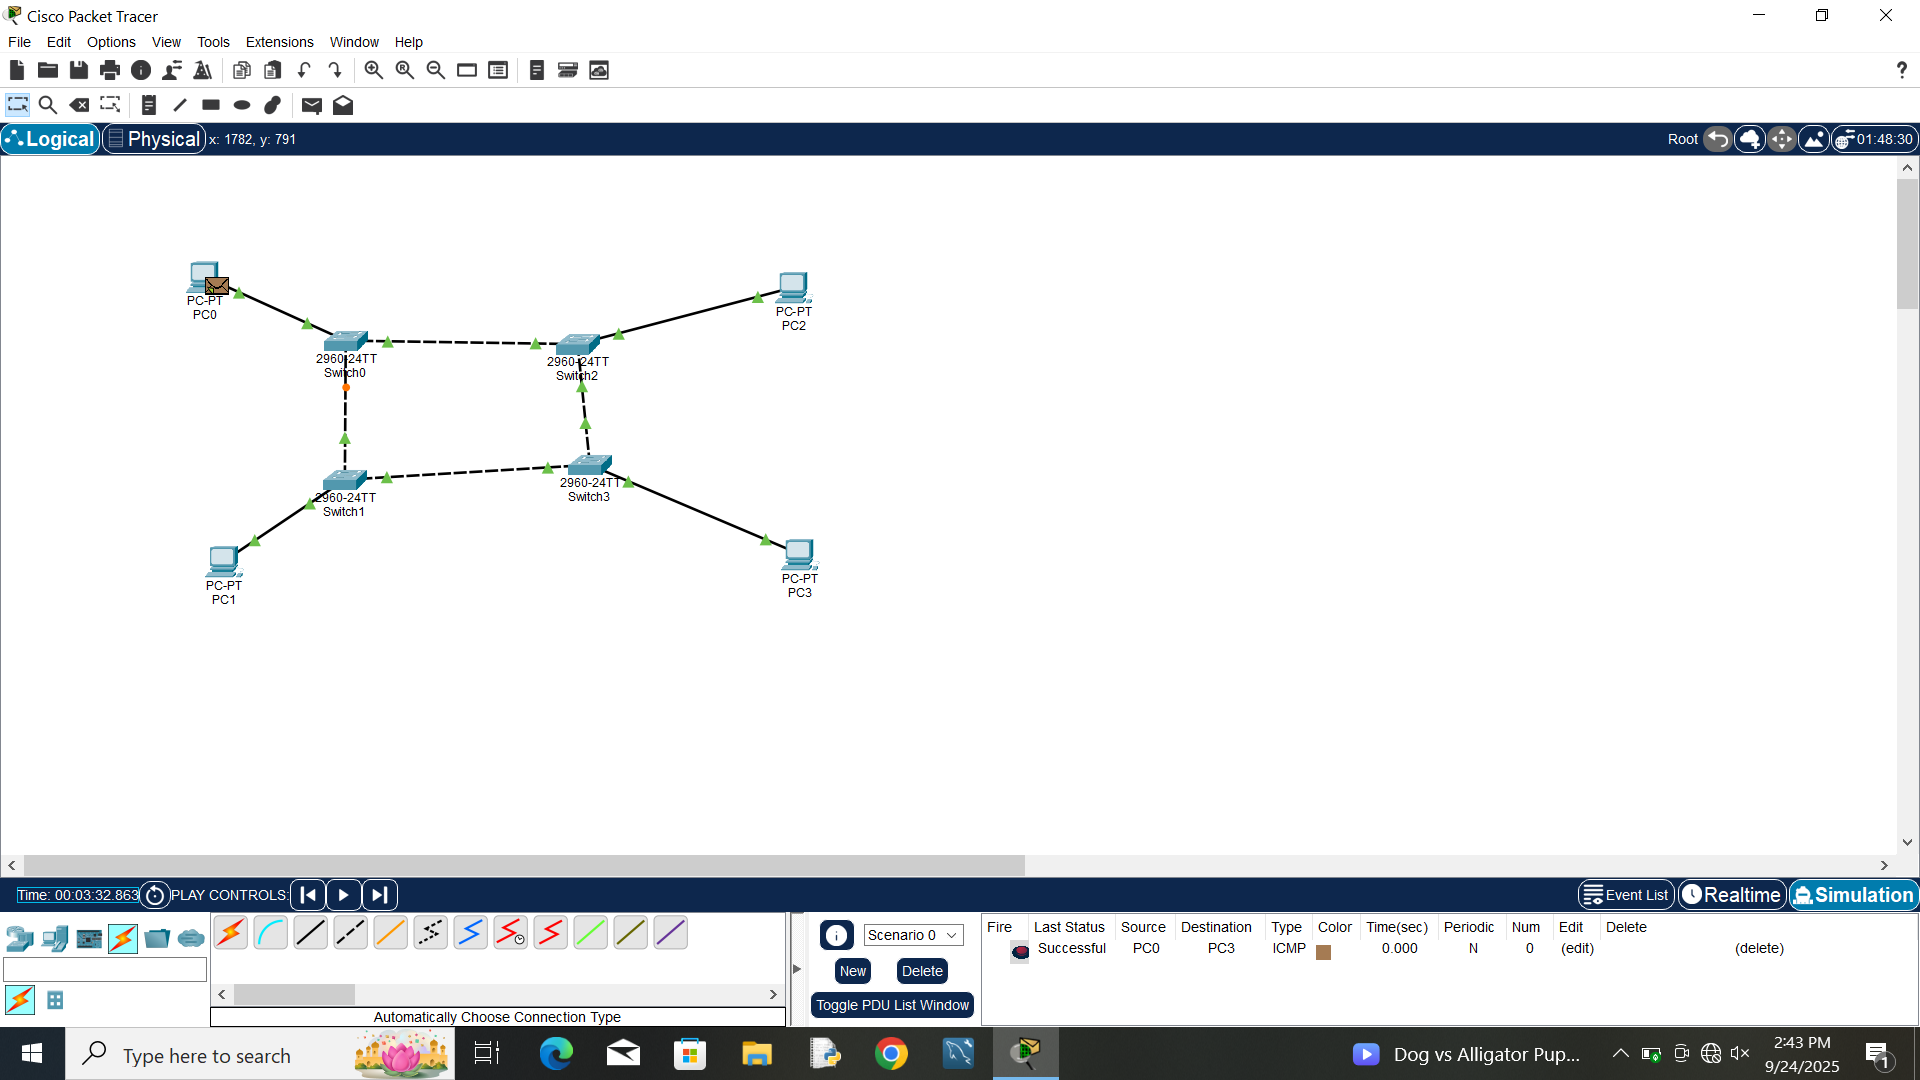 Cisco Packet Tracer
File Edit Options View Tools Extensions Window Help
Logical Physical x: 1782, y: 791 Root 01:48:30
PC-PT
PC0
PC-PT
PC2
2960-24TT
Switch0
2960-24TT
Switch2
2960-24TT
Switch1
2960-24TT
Switch3
PC-PT
PC1
PC-PT
PC3
Time: 00:03:32.863 PLAY CONTROLS: Event List Realtime Simulation
Scenario 0
New Delete
Toggle PDU List Window
Fire Last Status Source Destination Type Color Time(sec) Periodic Num Edit Delete
Successful PC0 PC3 ICMP 0.000 N 0 (edit) (delete)
Automatically Choose Connection Type
Type here to search
Dog vs Alligator Pup...
2:43 PM
9/24/2025
1